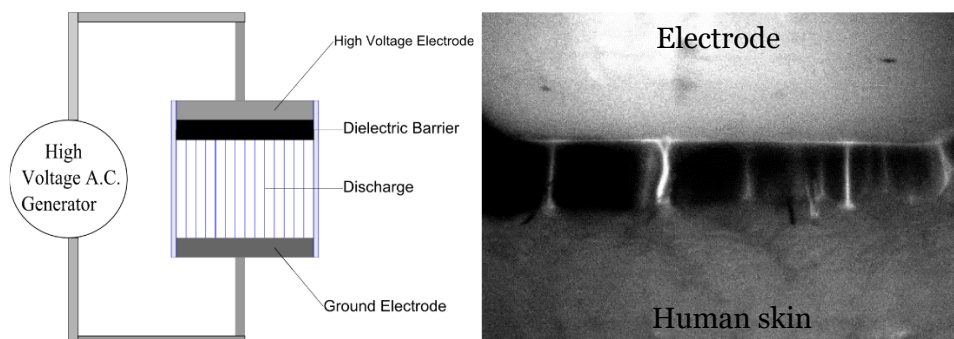 High Voltage Electrode
Dielectric Barrier
High
Voltage A.C.
Generator
Discharge
Ground Electrode
Electrode
Human skin